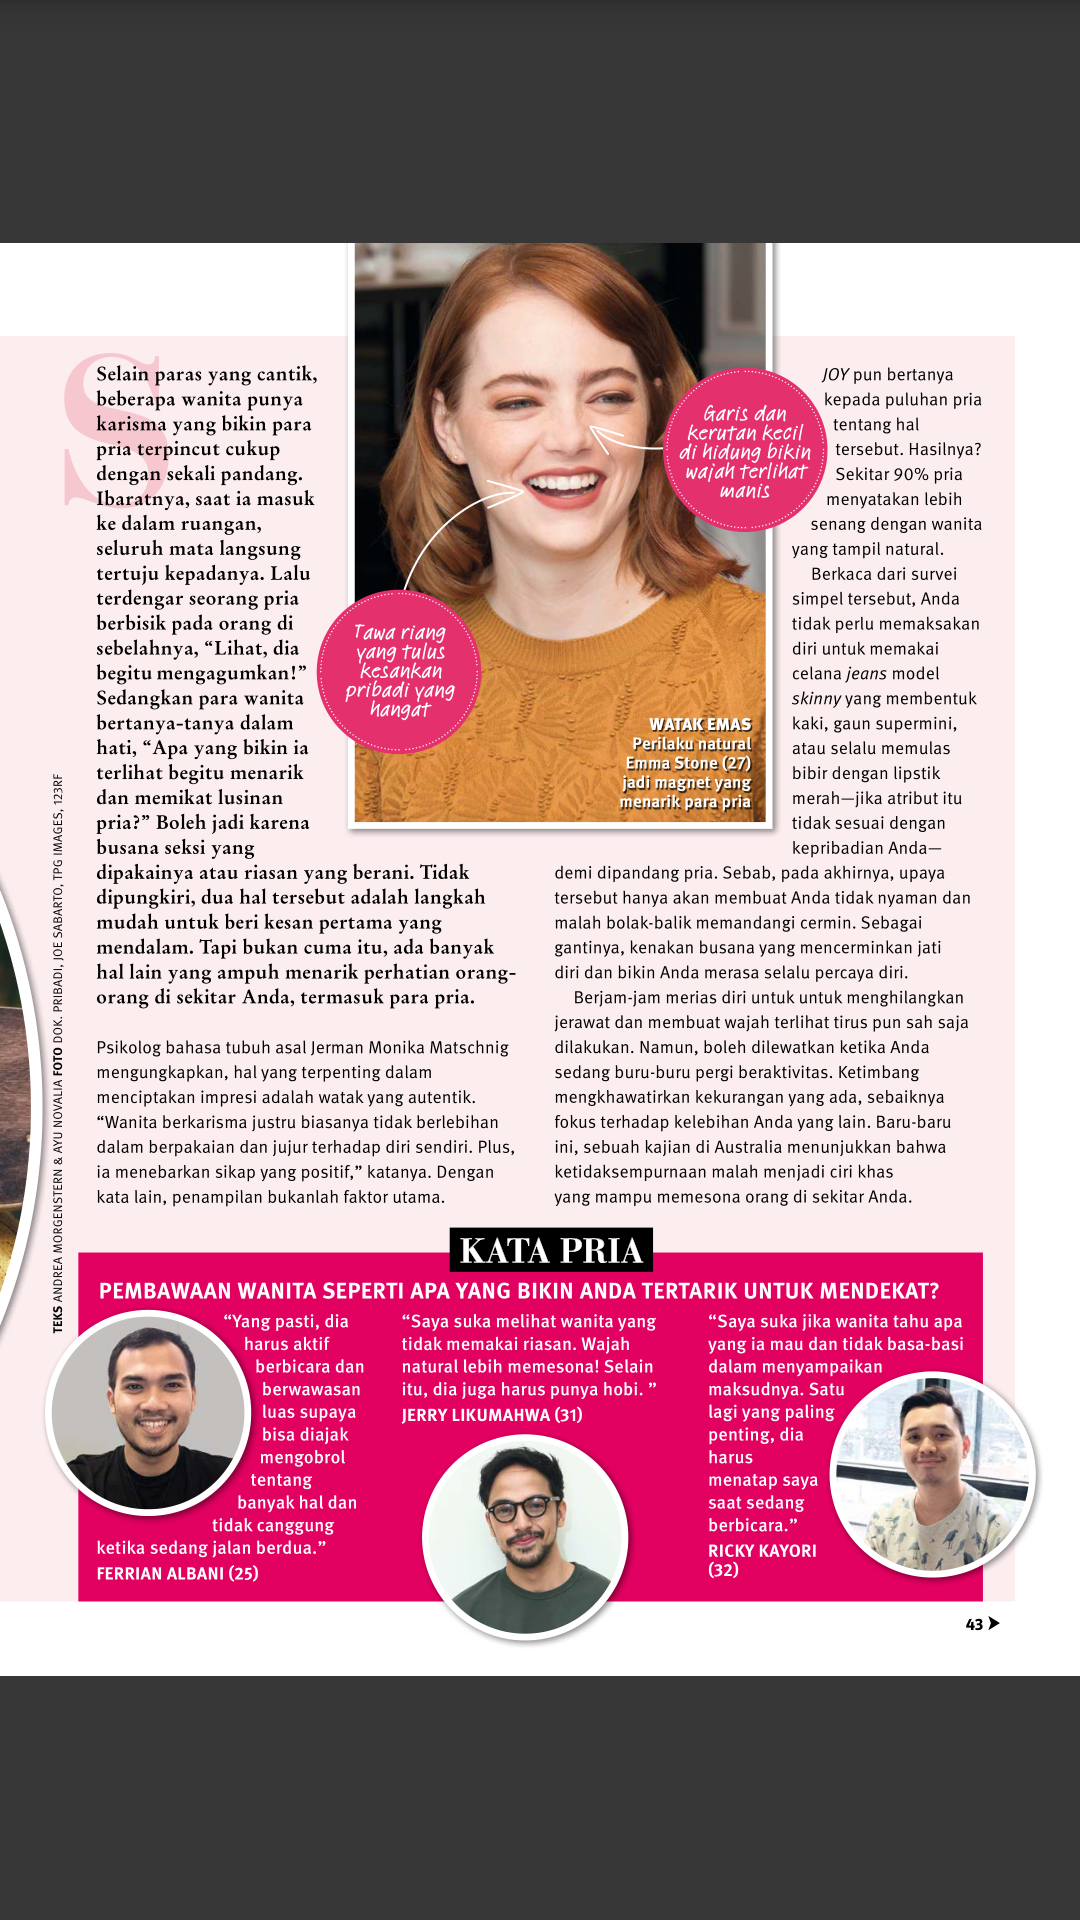 Selain paras yang cantik,
beberapa wanita punya
karisma yang bikin para
pria terpincut cukup
dengan sekali pandang.
Ibaratnya, saat ia masuk
ke dalam ruangan,
seluruh mata langsung
tertuju kepadanya. Lalu
terdengar seorang pria
berbisik pada orang di
sebelahnya, “Lihat, dia
begitu mengagumkan!”
Sedangkan para wanita
bertanya-tanya dalam
hati, “Apa yang bikin ia
terlihat begitu menarik
dan memikat lusinan
pria?” Boleh jadi karena
busana seksi yang
dipakainya atau riasan yang berani. Tidak
dipungkiri, dua hal tersebut adalah langkah
mudah untuk beri kesan pertama yang
mendalam. Tapi bukan cuma itu, ada banyak
hal lain yang ampuh menarik perhatian orang-
orang di sekitar Anda, termasuk para pria.
Psikolog bahasa tubuh asal Jerman Monika Matschnig
mengungkapkan, hal yang terpenting dalam
menciptakan impresi adalah watak yang autentik.
“Wanita berkarisma justru biasanya tidak berlebihan
dalam berpakaian dan jujur terhadap diri sendiri. Plus,
ia menebarkan sikap yang positif,” katanya. Dengan
kata lain, penampilan bukanlah faktor utama.
S
Garis dan
kerutan kecil
di hidung bikin
wajah terlihat
manis
Tawa riang
yang tulus
kesankan
pribadi yang
hangat
WATAK EMAS
Perilaku natural
Emma Stone (27)
jadi magnet yang
menarik para pria
JOY pun bertanya
kepada puluhan pria
tentang hal
tersebut. Hasilnya?
Sekitar 90% pria
menyatakan lebih
senang dengan wanita
yang tampil natural.
Berkaca dari survei
simpel tersebut, Anda
tidak perlu memaksakan
diri untuk memakai
celana jeans model
skinny yang membentuk
kaki, gaun supermini,
atau selalu memulas
bibir dengan lipstik
merah—jika atribut itu
tidak sesuai dengan
kepribadian Anda—
demi dipandang pria. Sebab, pada akhirnya, upaya
tersebut hanya akan membuat Anda tidak nyaman dan
malah bolak-balik memandangi cermin. Sebagai
gantinya, kenakan busana yang mencerminkan jati
diri dan bikin Anda merasa selalu percaya diri.
Berjam-jam merias diri untuk untuk menghilangkan
jerawat dan membuat wajah terlihat tirus pun sah saja
dilakukan. Namun, boleh dilewatkan ketika Anda
sedang buru-buru pergi beraktivitas. Ketimbang
mengkhawatirkan kekurangan yang ada, sebaiknya
fokus terhadap kelebihan Anda yang lain. Baru-baru
ini, sebuah kajian di Australia menunjukkan bahwa
ketidaksempurnaan malah menjadi ciri khas
yang mampu memesona orang di sekitar Anda.
TEKS ANDREA MORGENSTERN & AYU NOVALIA FOTO DOK. PRIBADI, JOE SABARTO, TPG IMAGES, 123RF
KATA PRIA
PEMBAWAAN WANITA SEPERTI APA YANG BIKIN ANDA TERTARIK UNTUK MENDEKAT?
“Yang pasti, dia
harus aktif
berbicara dan
berwawasan
luas supaya
bisa diajak
mengobrol
tentang
banyak hal dan
tidak canggung
ketika sedang jalan berdua.”
FERRIAN ALBANI (25)
“Saya suka melihat wanita yang
tidak memakai riasan. Wajah
natural lebih memesona! Selain
itu, dia juga harus punya hobi. ”
JERRY LIKUMAHWA (31)
“Saya suka jika wanita tahu apa
yang ia mau dan tidak basa-basi
dalam menyampaikan
maksudnya. Satu
lagi yang paling
penting, dia
harus
menatap saya
saat sedang
berbicara.”
RICKY KAYORI
(32)
43